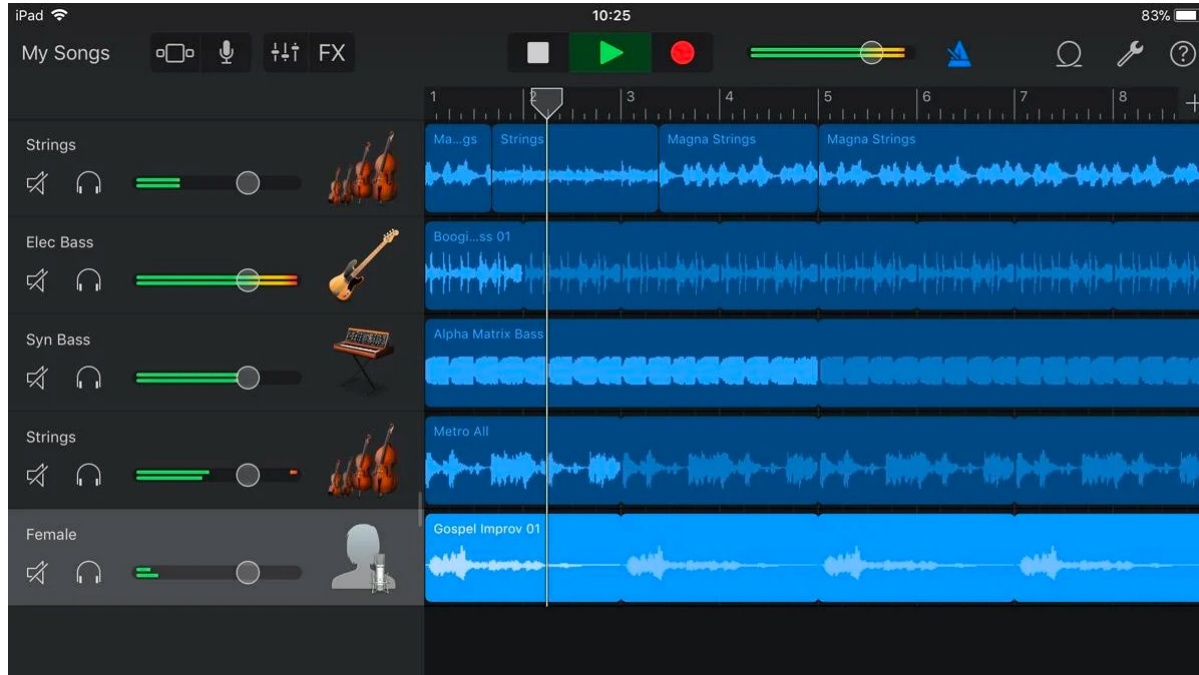 iPad 10:25 83%
My Songs FX
1 2 3 4 5 6 7 8
Strings
Ma...gs Strings Magna Strings Magna Strings
Elec Bass
Boogi...ss 01
Syn Bass
Alpha Matrix Bass
Strings
Metro All
Female
Gospel Improv 01